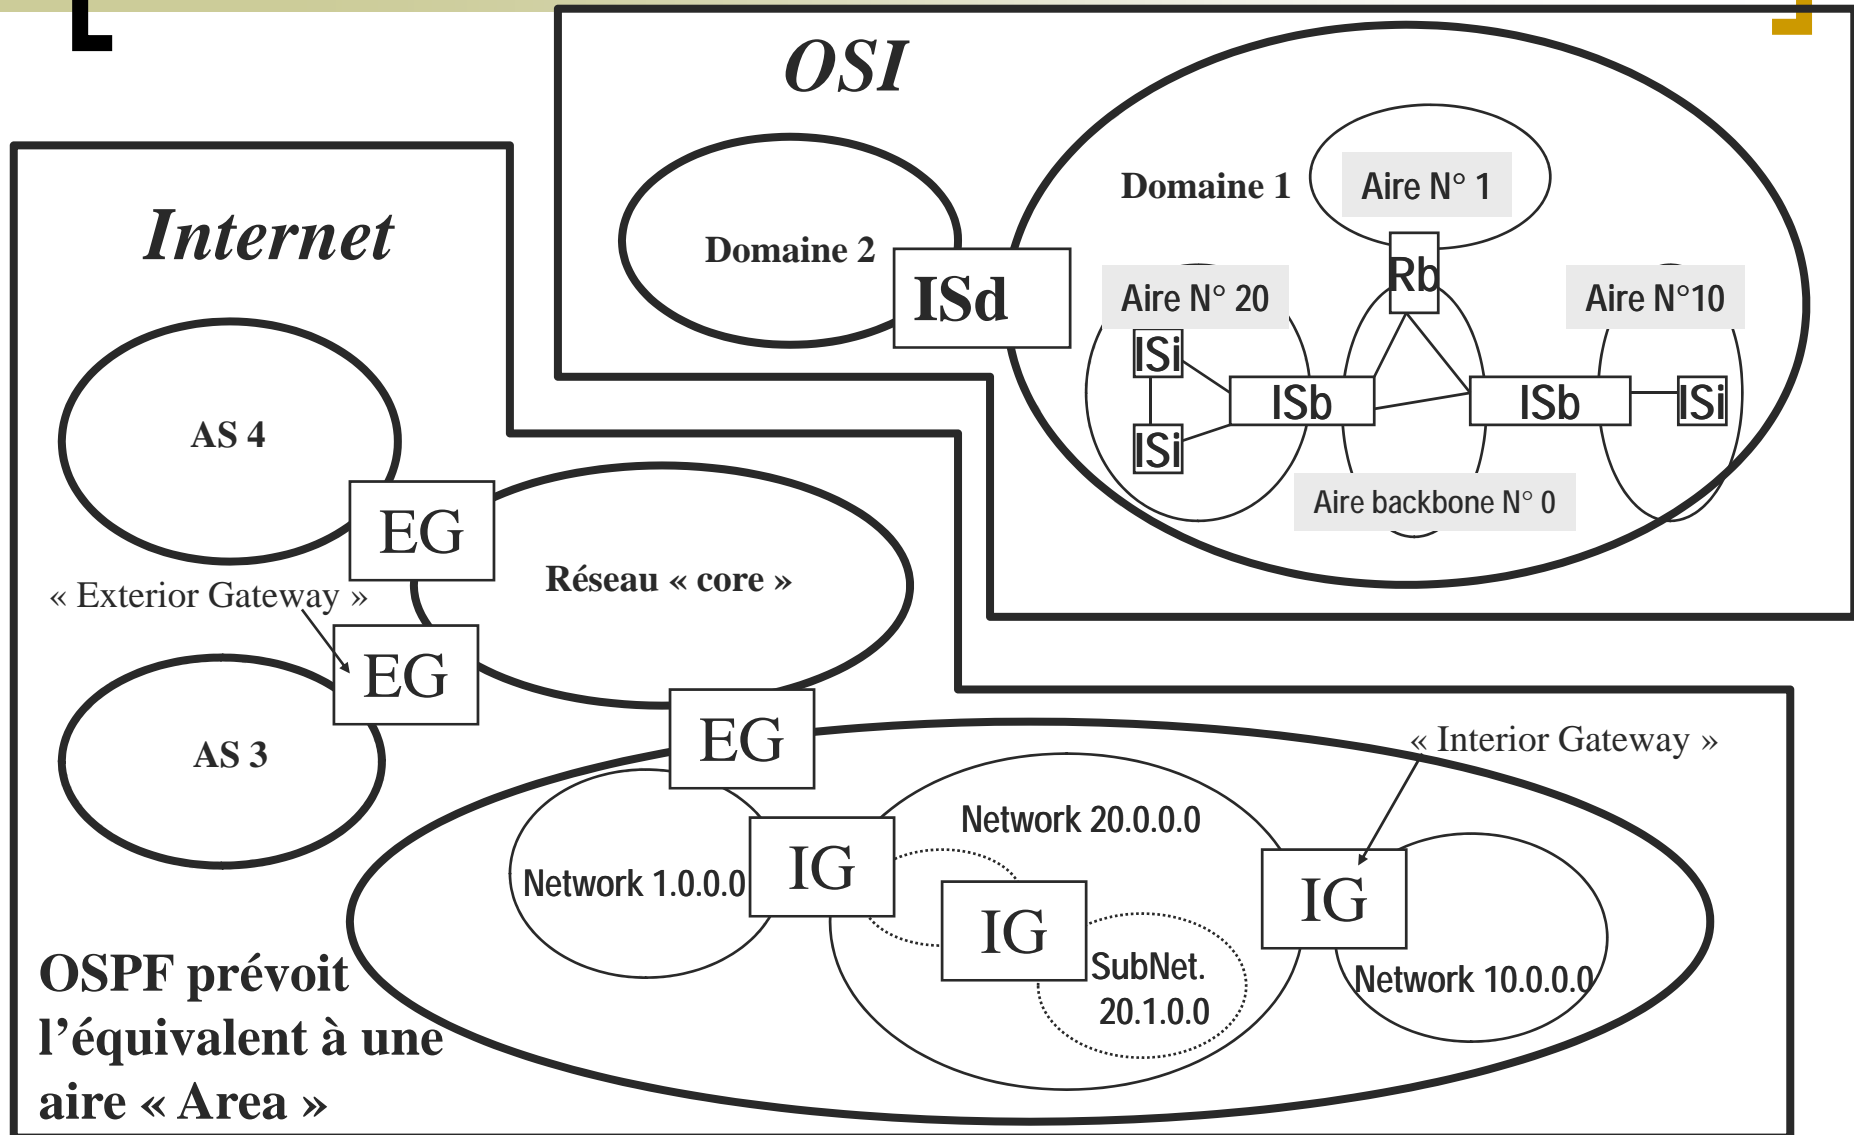 OSI
Domaine 1
Aire N° 1
Domaine 2
ISd
Rb
Aire N° 20
Aire N°10
ISi
ISb
ISb
ISi
ISi
Aire backbone N° 0
Internet
AS 4
EG
Réseau « core »
« Exterior Gateway »
EG
AS 3
EG
« Interior Gateway »
Network 20.0.0.0
Network 1.0.0.0
IG
IG
IG
SubNet.
20.1.0.0
Network 10.0.0.0
OSPF prévoit
l’équivalent à une
aire « Area »